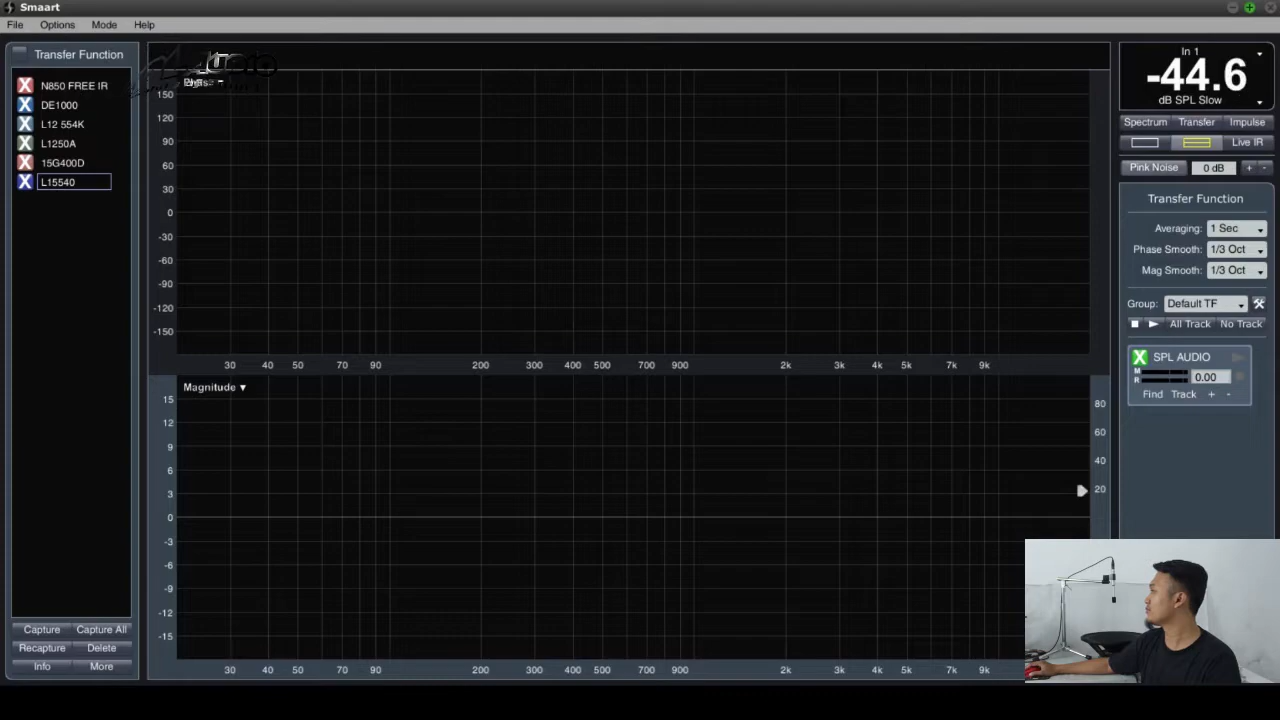 Smaart
File Options Mode Help
Transfer Function
N850 FREE IR
DE1000
L12 554K
L1250A
15G400D
L15540
Capture Capture All
Recapture Delete
Info More
150
120
90
60
30
0
-30
-60
-90
-120
-150
30 40 50 70 90 200 300 400 500 700 900 2k 3k 4k 5k 7k 9k
Magnitude ▼
15
12
9
6
3
0
-3
-6
-9
-12
-15
80
60
40
20
30 40 50 70 90 200 300 400 500 700 900 2k 3k 4k 5k 7k 9k
In 1
-44.6
dB SPL Slow
Spectrum Transfer Impulse
Live IR
Pink Noise 0 dB + -
Transfer Function
Averaging: 1 Sec
Phase Smooth: 1/3 Oct
Mag Smooth: 1/3 Oct
Group: Default TF
All Track No Track
X SPL AUDIO
M
R
0.00
Find Track + -